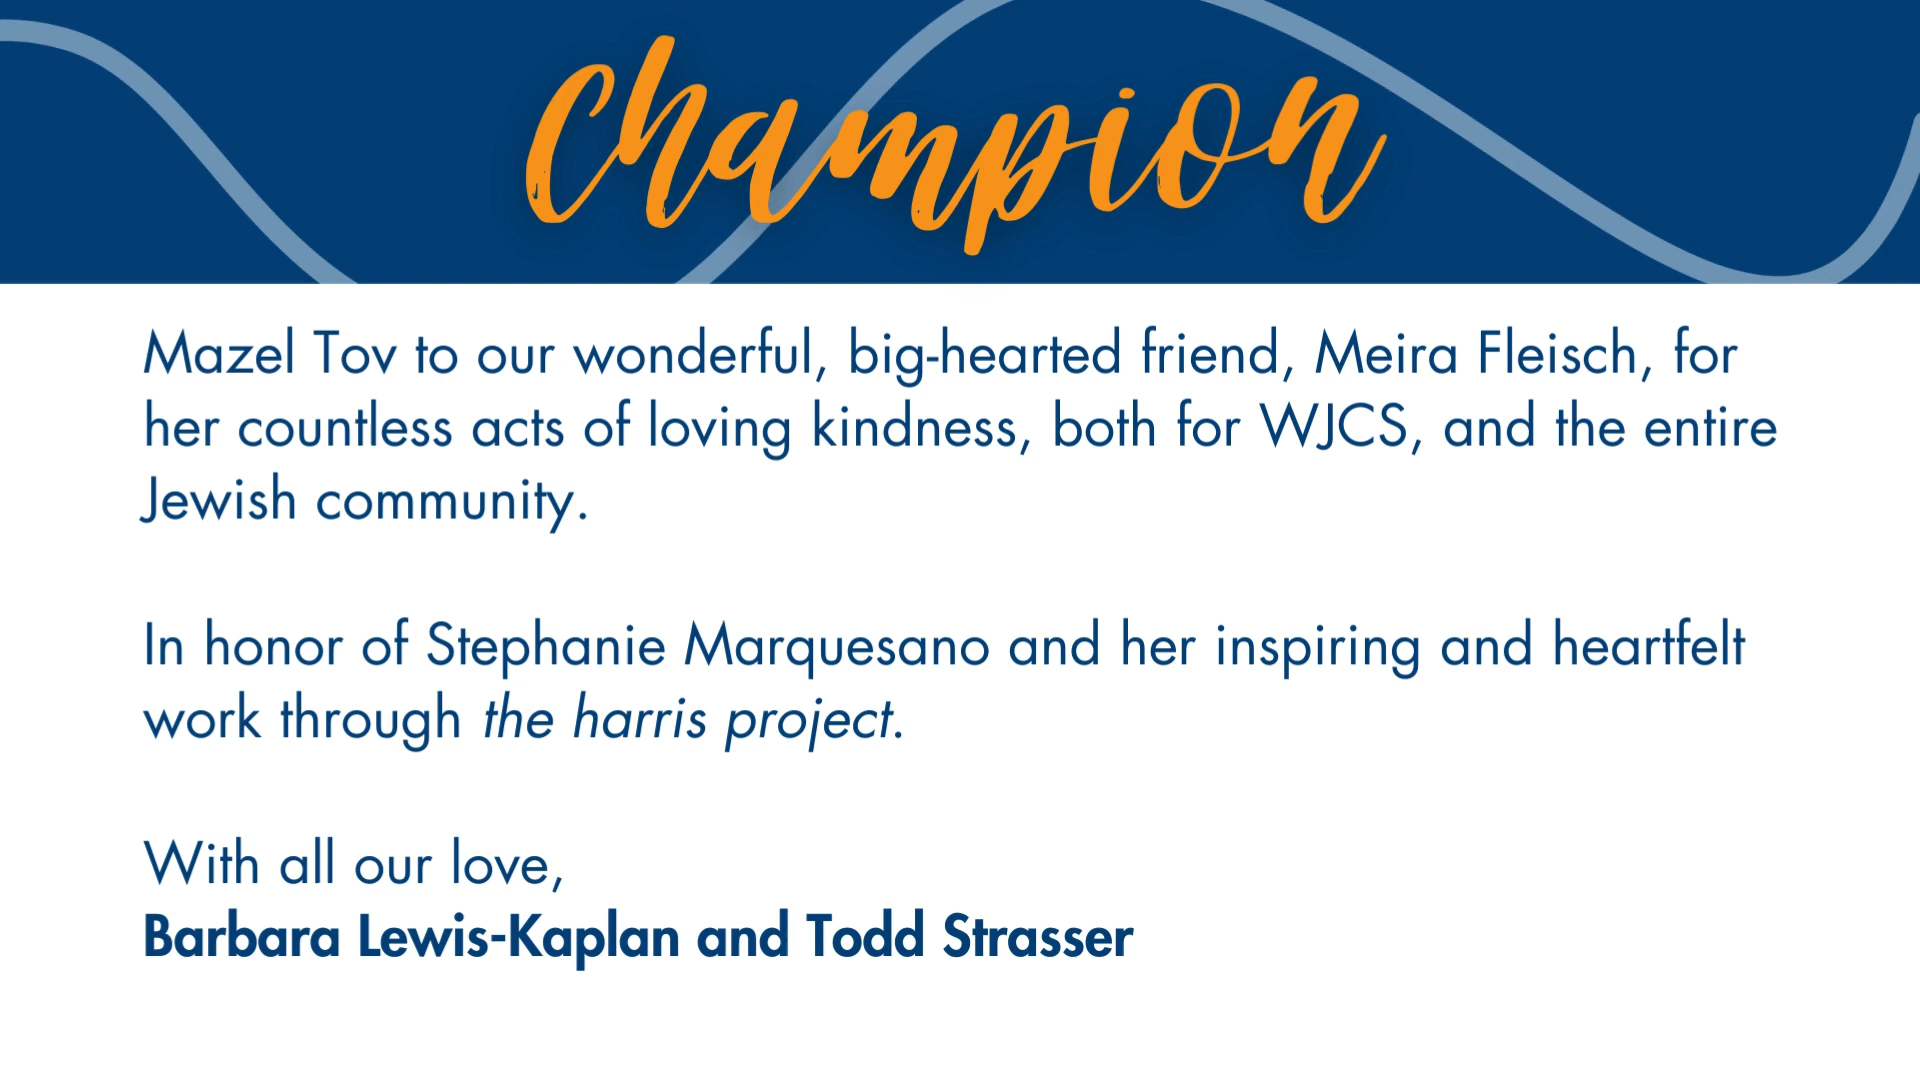 Champion
Mazel Tov to our wonderful, big-hearted friend, Meira Fleisch, for
her countless acts of loving kindness, both for WJCS, and the entire
Jewish community.
In honor of Stephanie Marquesano and her inspiring and heartfelt
work through the harris project.
With all our love,
Barbara Lewis-Kaplan and Todd Strasser